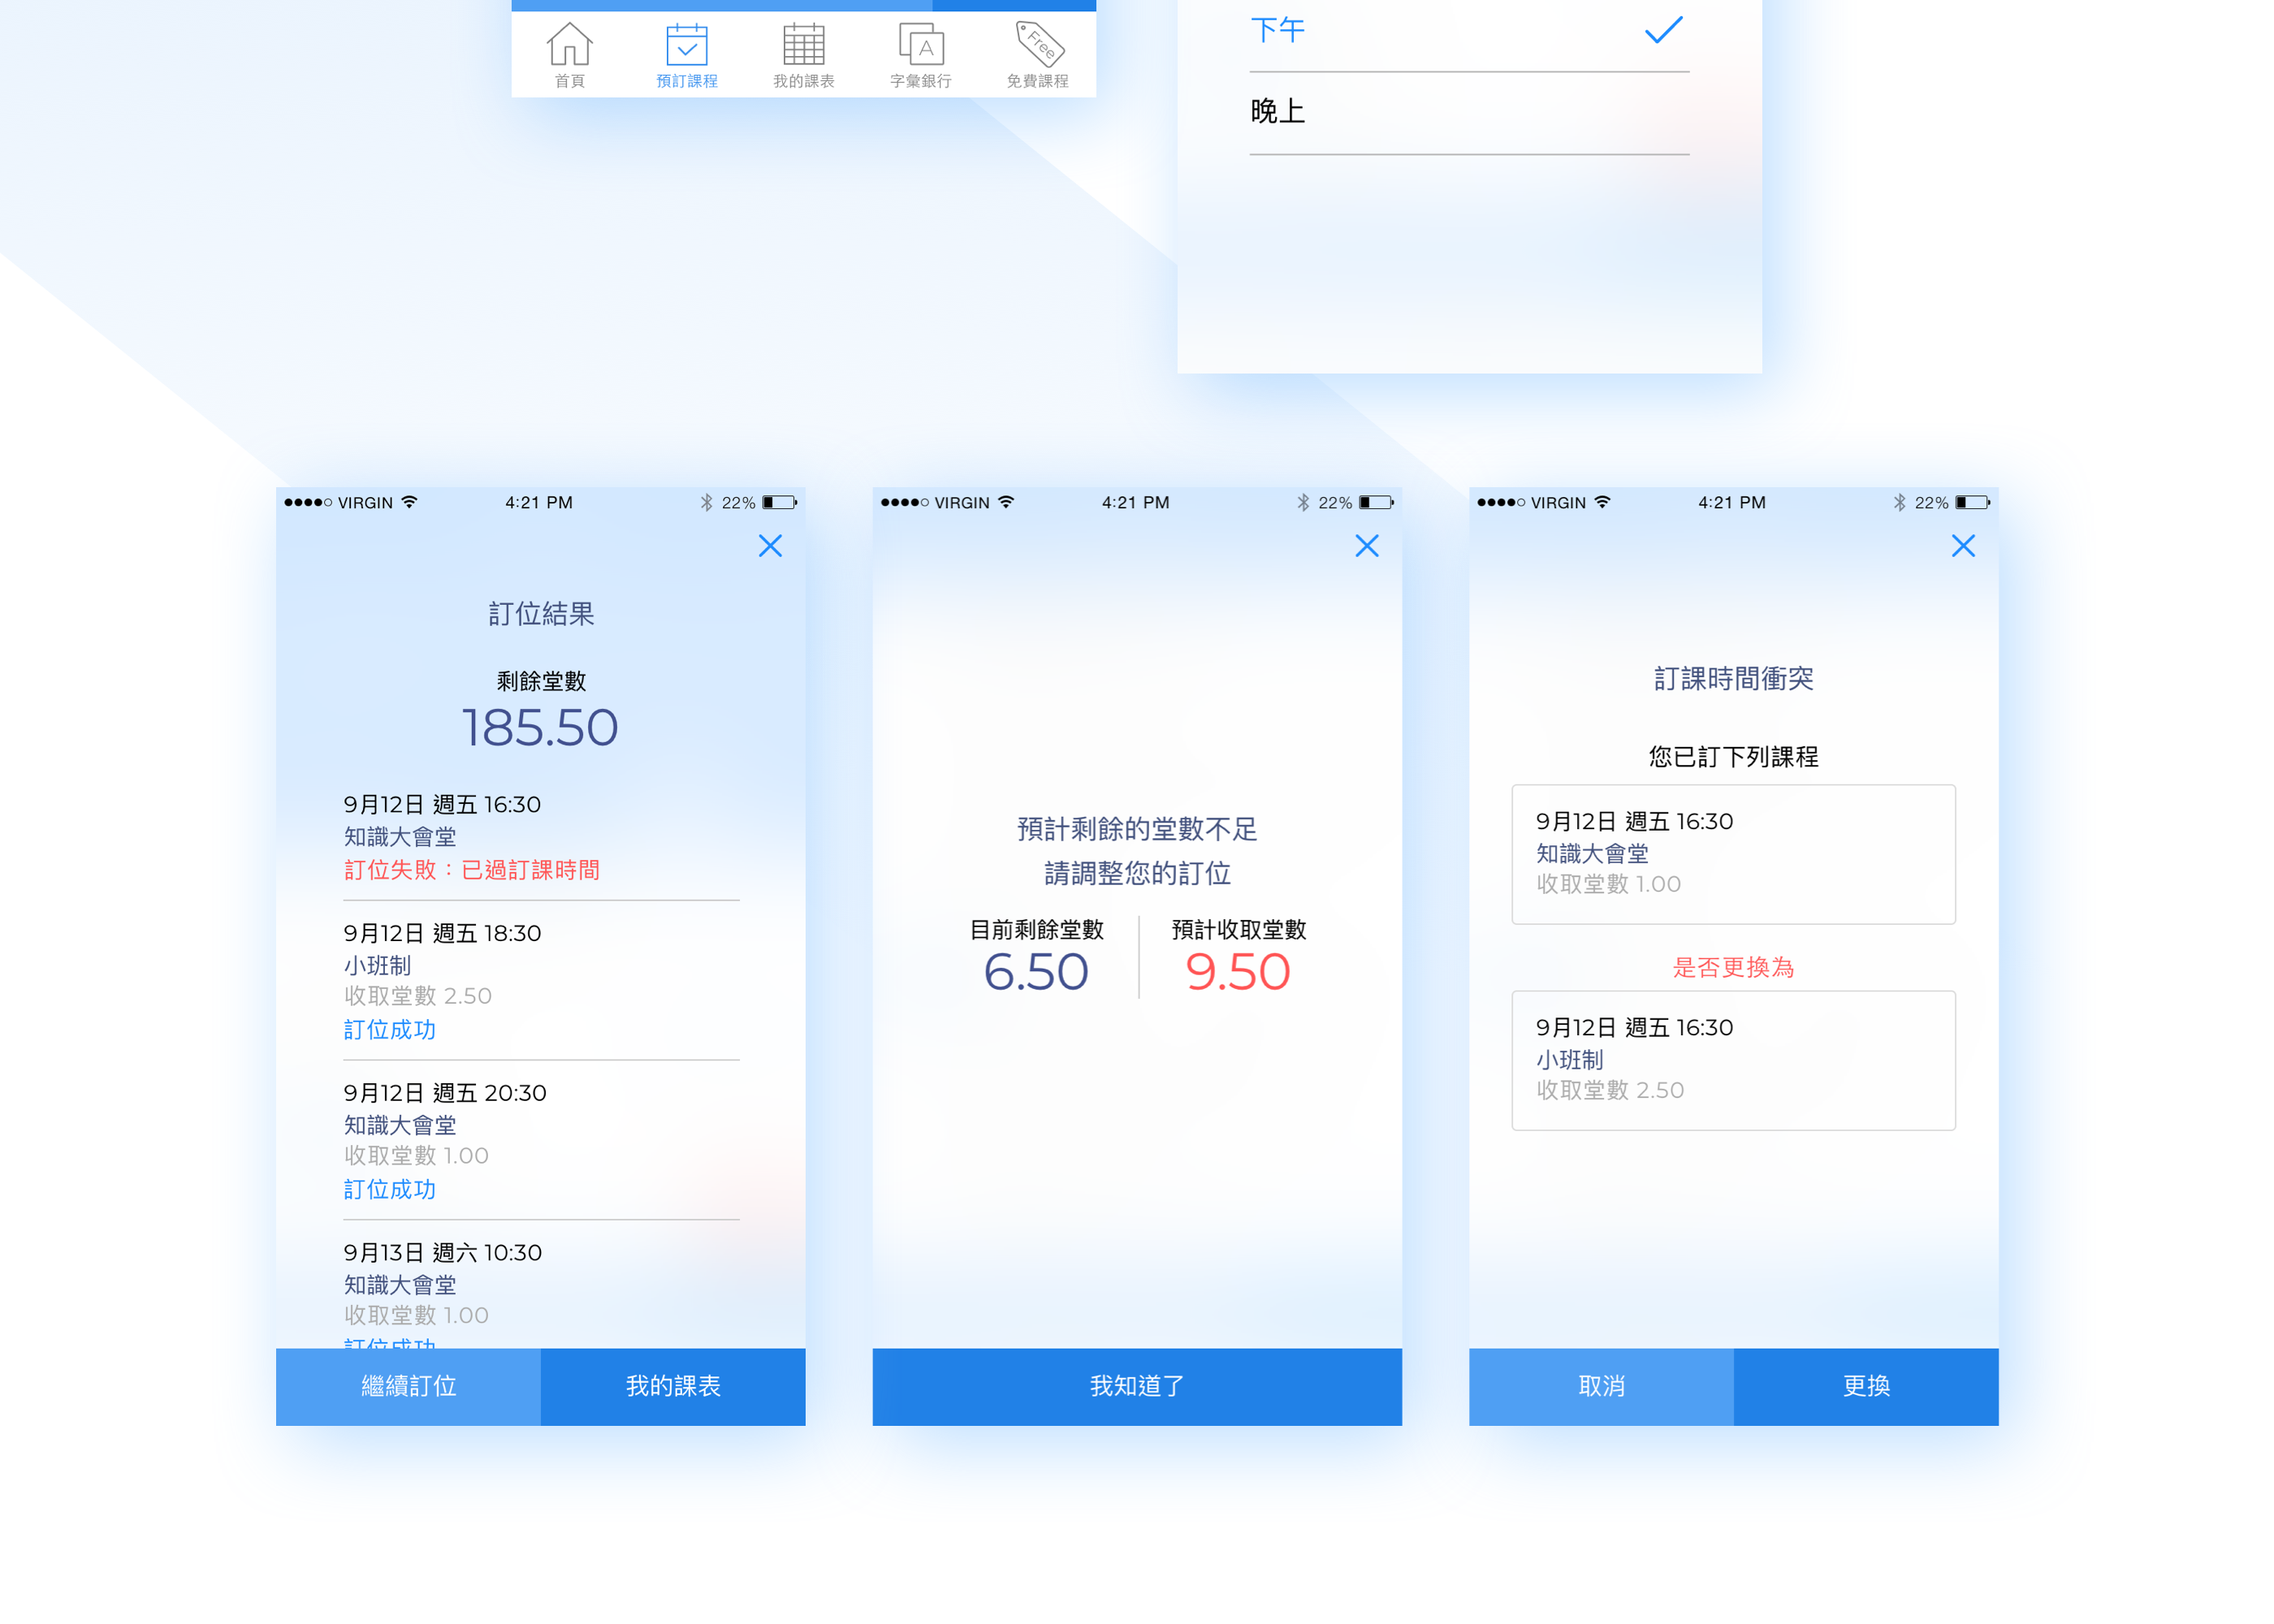 首頁
預訂課程
我的課表
A
字彙銀行
Free
免費課程
下午
晚上
VIRGIN 4:21 PM 22%
訂位結果
剩餘堂數
185.50
9月12日 週五 16:30
知識大會堂
訂位失敗：已過訂課時間
9月12日 週五 18:30
小班制
收取堂數 2.50
訂位成功
9月12日 週五 20:30
知識大會堂
收取堂數 1.00
訂位成功
9月13日 週六 10:30
知識大會堂
收取堂數 1.00
訂位成功
繼續訂位
我的課表
VIRGIN 4:21 PM 22%
預計剩餘的堂數不足
請調整您的訂位
目前剩餘堂數
6.50
預計收取堂數
9.50
我知道了
VIRGIN 4:21 PM 22%
訂課時間衝突
您已訂下列課程
9月12日 週五 16:30
知識大會堂
收取堂數 1.00
是否更換為
9月12日 週五 16:30
小班制
收取堂數 2.50
取消
更換